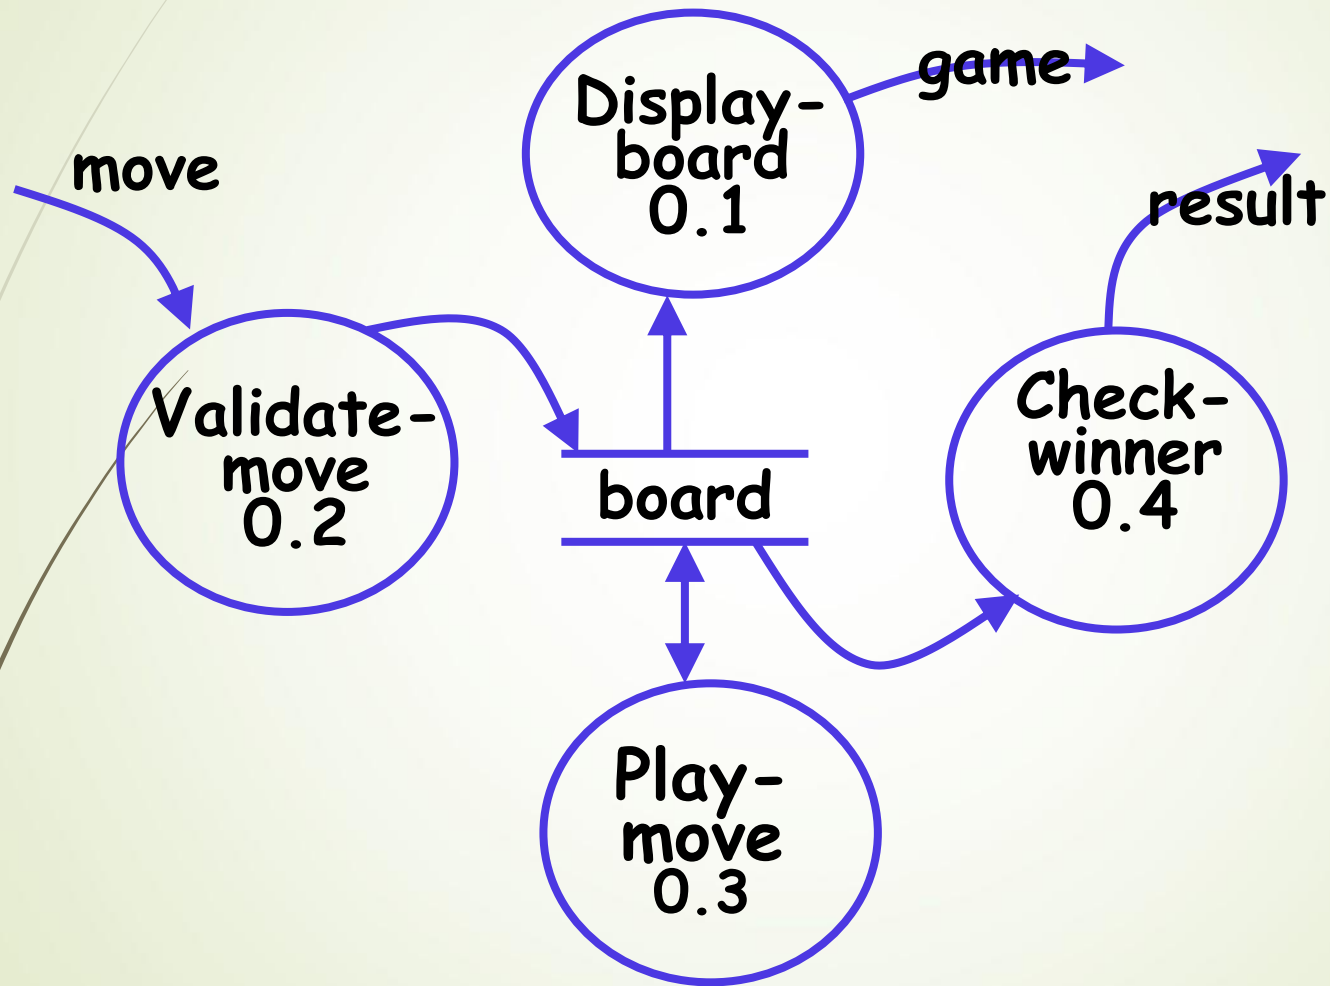 game
Display-
board
0.1
move
result
Validate-
move
0.2
Check-
winner
0.4
board
Play-
move
0.3